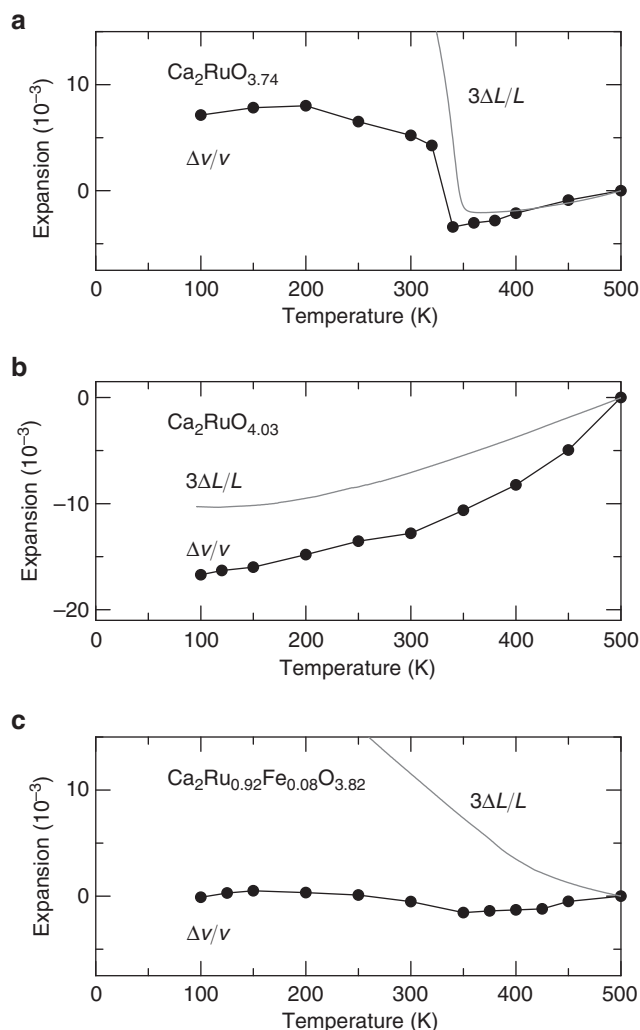 a
Expansion (10⁻³)
10
0
Ca₂RuO₃.₇₄
3ΔL/L
Δv/v
0 100 200 300 400 500
Temperature (K)
b
Expansion (10⁻³)
0
−10
−20
Ca₂RuO₄.₀₃
3ΔL/L
Δv/v
0 100 200 300 400 500
Temperature (K)
c
Expansion (10⁻³)
10
0
Ca₂Ru₀.₉₂Fe₀.₀₈O₃.₈₂
3ΔL/L
Δv/v
0 100 200 300 400 500
Temperature (K)